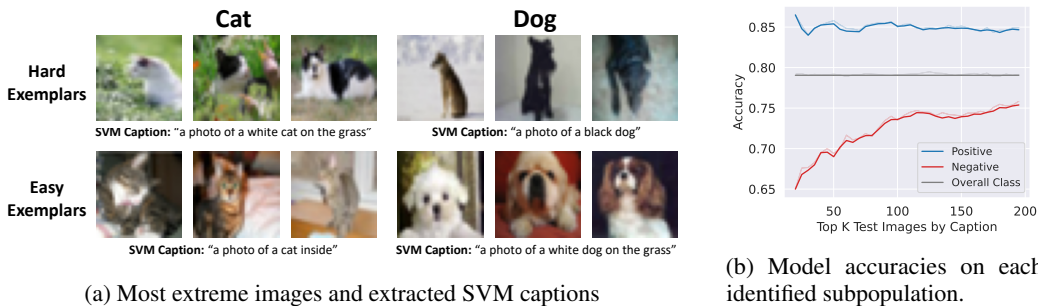 Cat
Dog
Hard
Exemplars
SVM Caption: "a photo of a white cat on the grass"
SVM Caption: "a photo of a black dog"
Easy
Exemplars
SVM Caption: "a photo of a cat inside"
SVM Caption: "a photo of a white dog on the grass"
(a) Most extreme images and extracted SVM captions
0.85
0.80
0.75
0.70
0.65
Accuracy
Positive
Negative
Overall Class
50
100
150
200
Top K Test Images by Caption
(b) Model accuracies on each
identified subpopulation.